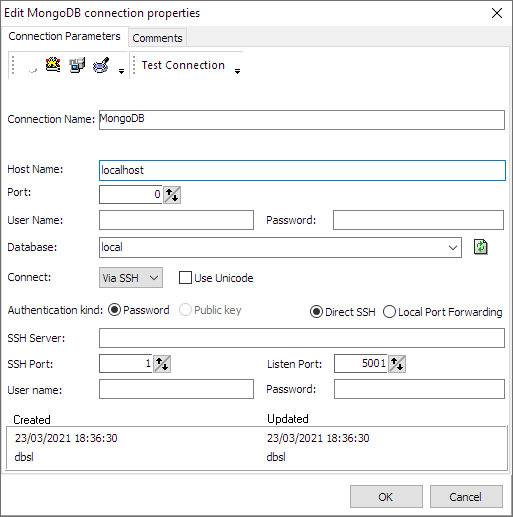 Edit MongoDB connection properties
Connection Parameters Comments
Test Connection
Connection Name: MongoDB
Host Name: localhost
Port: 0
User Name: Password:
Database: local
Connect: Via SSH Use Unicode
Authentication kind: Password Public key Direct SSH Local Port Forwarding
SSH Server:
SSH Port: 1 Listen Port: 5001
User name: Password:
Created Updated
23/03/2021 18:36:30 23/03/2021 18:36:30
dbsl dbsl
OK Cancel